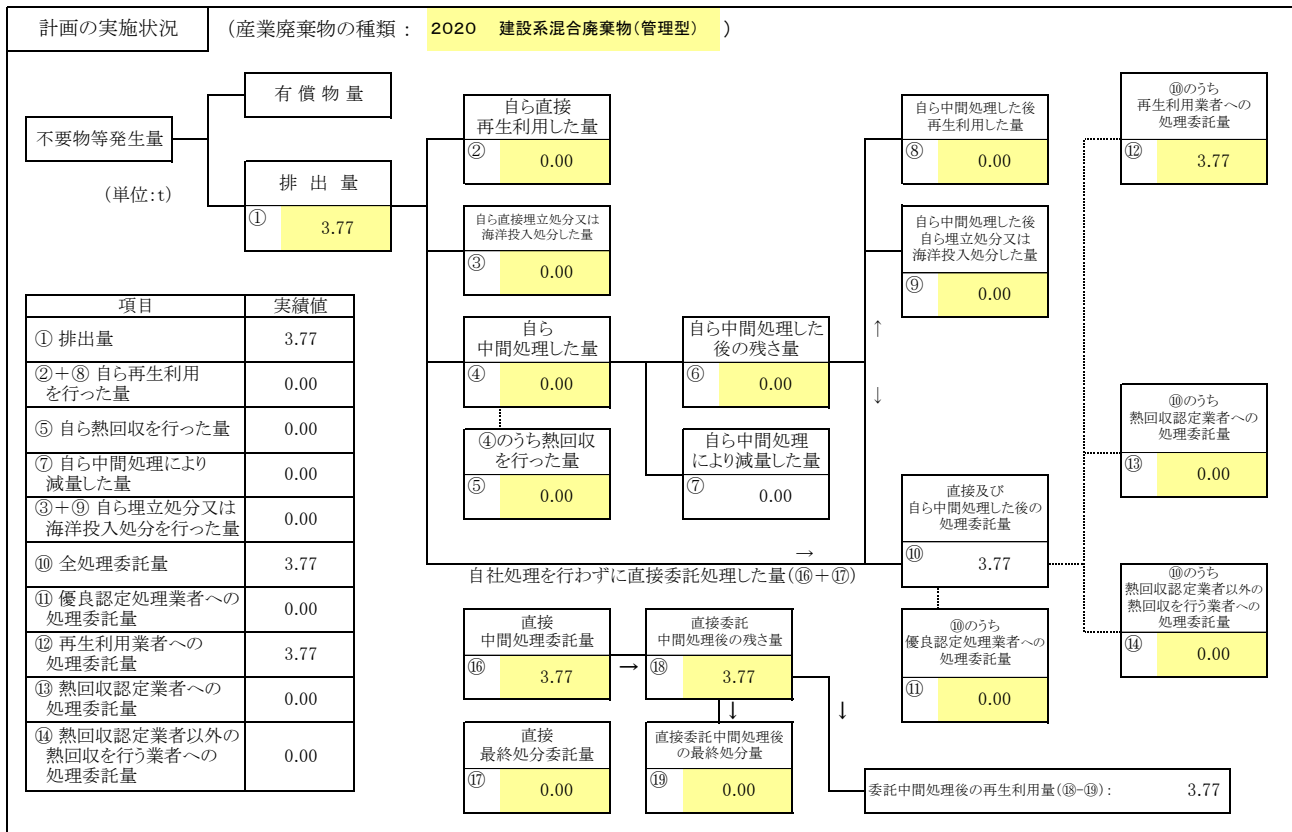 計画の実施状況
(産業廃棄物の種類： 2020 建設系混合廃棄物(管理型) )
不要物等発生量
(単位:t)
有償物量
排出量
① 3.77
自ら直接
再生利用した量
② 0.00
自ら直接埋立処分又は
海洋投入処分した量
③ 0.00
自ら
中間処理した量
④ 0.00
④のうち熱回収
を行った量
⑤ 0.00
自ら中間処理した
後の残さ量
⑥ 0.00
自ら中間処理
により減量した量
⑦ 0.00
自ら中間処理した後
再生利用した量
⑧ 0.00
自ら中間処理した後
自ら埋立処分又は
海洋投入処分した量
⑨ 0.00
↑
↓
直接及び
自ら中間処理した後の
処理委託量
⑩ 3.77
⑩のうち
優良認定処理業者への
処理委託量
⑪ 0.00
⑩のうち
再生利用業者への
処理委託量
⑫ 3.77
⑩のうち
熱回収認定業者への
処理委託量
⑬ 0.00
⑩のうち
熱回収認定業者以外の
熱回収を行う業者への
処理委託量
⑭ 0.00
→
自社処理を行わずに直接委託処理した量(⑯＋⑰)
直接
中間処理委託量
⑯ 3.77
→
直接委託
中間処理後の残さ量
⑱ 3.77
↓
↓
直接
最終処分委託量
⑰ 0.00
直接委託中間処理後
の最終処分量
⑲ 0.00
委託中間処理後の再生利用量(⑱-⑲)： 3.77
項目 実績値
① 排出量 3.77
②＋⑧ 自ら再生利用
を行った量 0.00
⑤ 自ら熱回収を行った量 0.00
⑦ 自ら中間処理により
減量した量 0.00
③＋⑨ 自ら埋立処分又は
海洋投入処分を行った量 0.00
⑩ 全処理委託量 3.77
⑪ 優良認定処理業者への
処理委託量 0.00
⑫ 再生利用業者への
処理委託量 3.77
⑬ 熱回収認定業者への
処理委託量 0.00
⑭ 熱回収認定業者以外の
熱回収を行う業者への
処理委託量 0.00